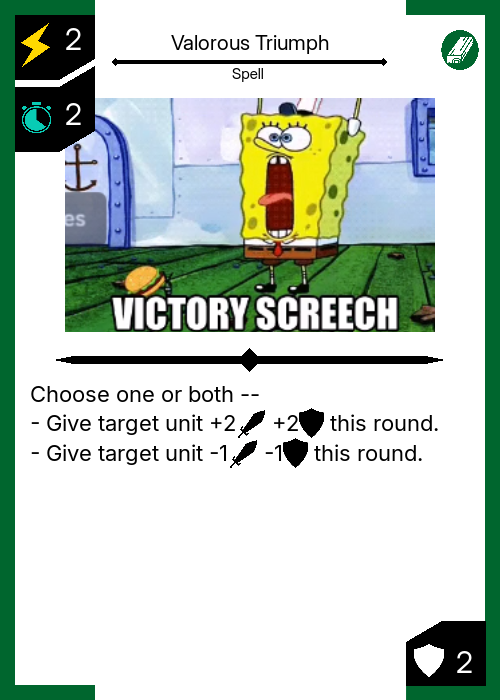 2
Valorous Triumph
Spell
2
es
VICTORY SCREECH
Choose one or both --
- Give target unit +2 +2 this round.
- Give target unit -1 -1 this round.
2